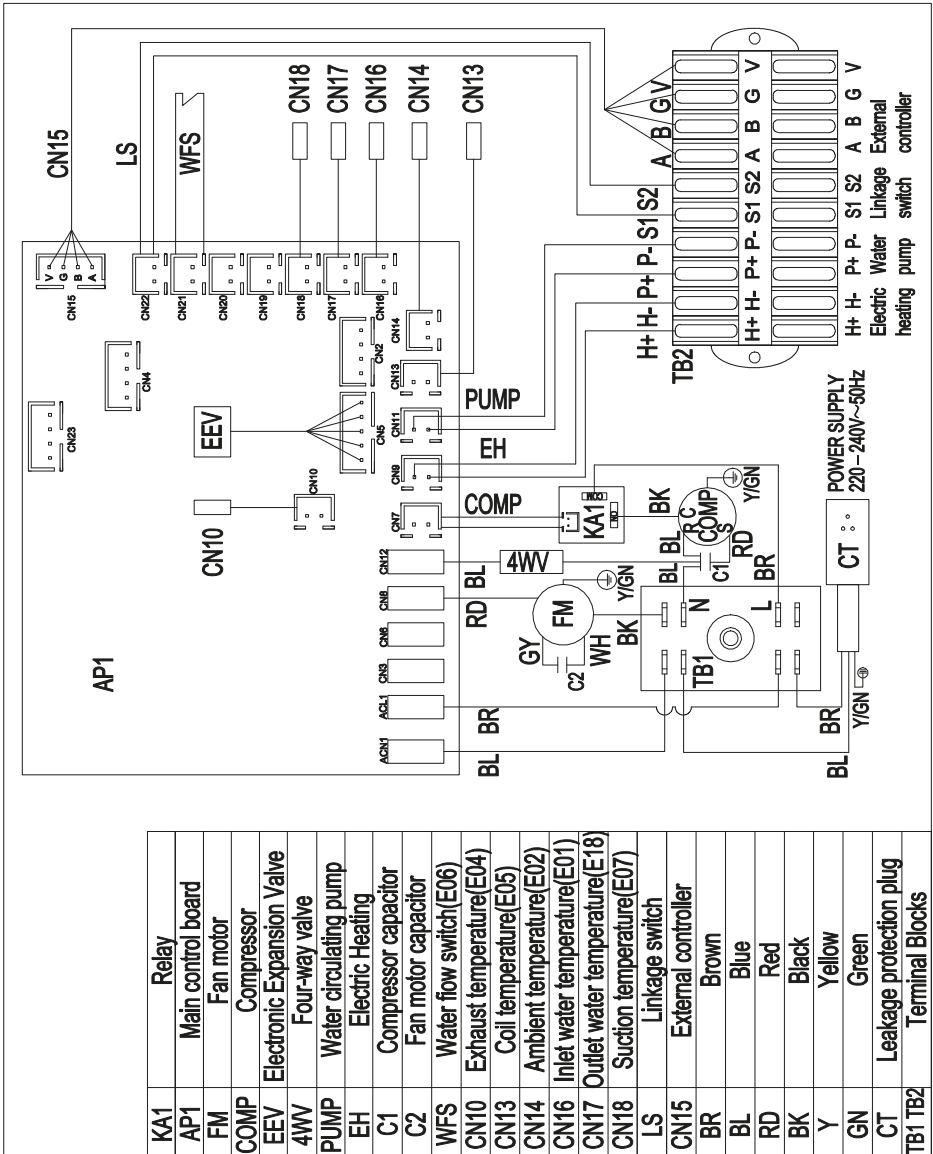 CN15
LS
WFS
CN18
CN17
CN16
CN14
CN13
V
G
B
A
CN15
CN22
CN21
CN20
CN19
CN18
CN17
CN16
CN14
CN13
CN2
CN4
CN23
EEV
CN5
CN11
CN9
CN7
CN10
CN10
CN12
CN8
CN6
CN3
ACL1
ACN1
AP1
PUMP
EH
COMP
COM
NO
KA1
BK
C
R
S
COMP
Y/GN
BL
RD
BL
4WV
BL
C1
BR
RD
FM
Y/GN
GY
WH
C2
BK
N
L
TB1
BR
BL
BR
BL
Y/GN
CT
POWER SUPPLY
220-240V~50Hz
H+ H- P+ P- S1 S2 A B G V
TB2
H+ H- P+ P- S1 S2 A B G V
H+ H- P+ P- S1 S2 A B G V
Electric heating
Water pump
Linkage switch
External controller
KA1 Relay
AP1 Main control board
FM Fan motor
COMP Compressor
EEV Electronic Expansion Valve
4WV Four-way valve
PUMP Water circulating pump
EH Electric Heating
C1 Compressor capacitor
C2 Fan motor capacitor
WFS Water flow switch(E06)
CN10 Exhaust temperature(E04)
CN13 Coil temperature(E05)
CN14 Ambient temperature(E02)
CN16 Inlet water temperature(E01)
CN17 Outlet water temperature(E18)
CN18 Suction temperature(E07)
LS Linkage switch
CN15 External controller
BR Brown
BL Blue
RD Red
BK Black
Y Yellow
GN Green
CT Leakage protection plug
TB1 TB2 Terminal Blocks